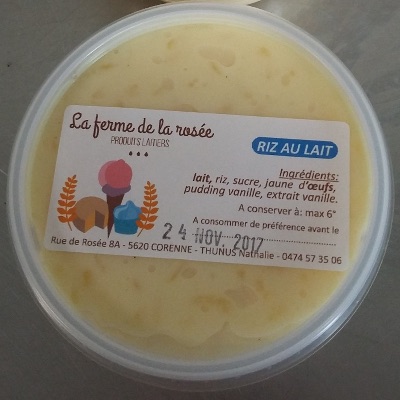 La ferme de la rosée
PRODUITS LAITIERS
RIZ AU LAIT
Ingrédients:
lait, riz, sucre, jaune d'œufs,
pudding vanille, extrait vanille.
A conserver à: max 6°
A consommer de préférence avant le
24 NOV. 2017
Rue de Rosée 8A - 5620 CORENNE - THUNUS Nathalie - 0474 57 35 06